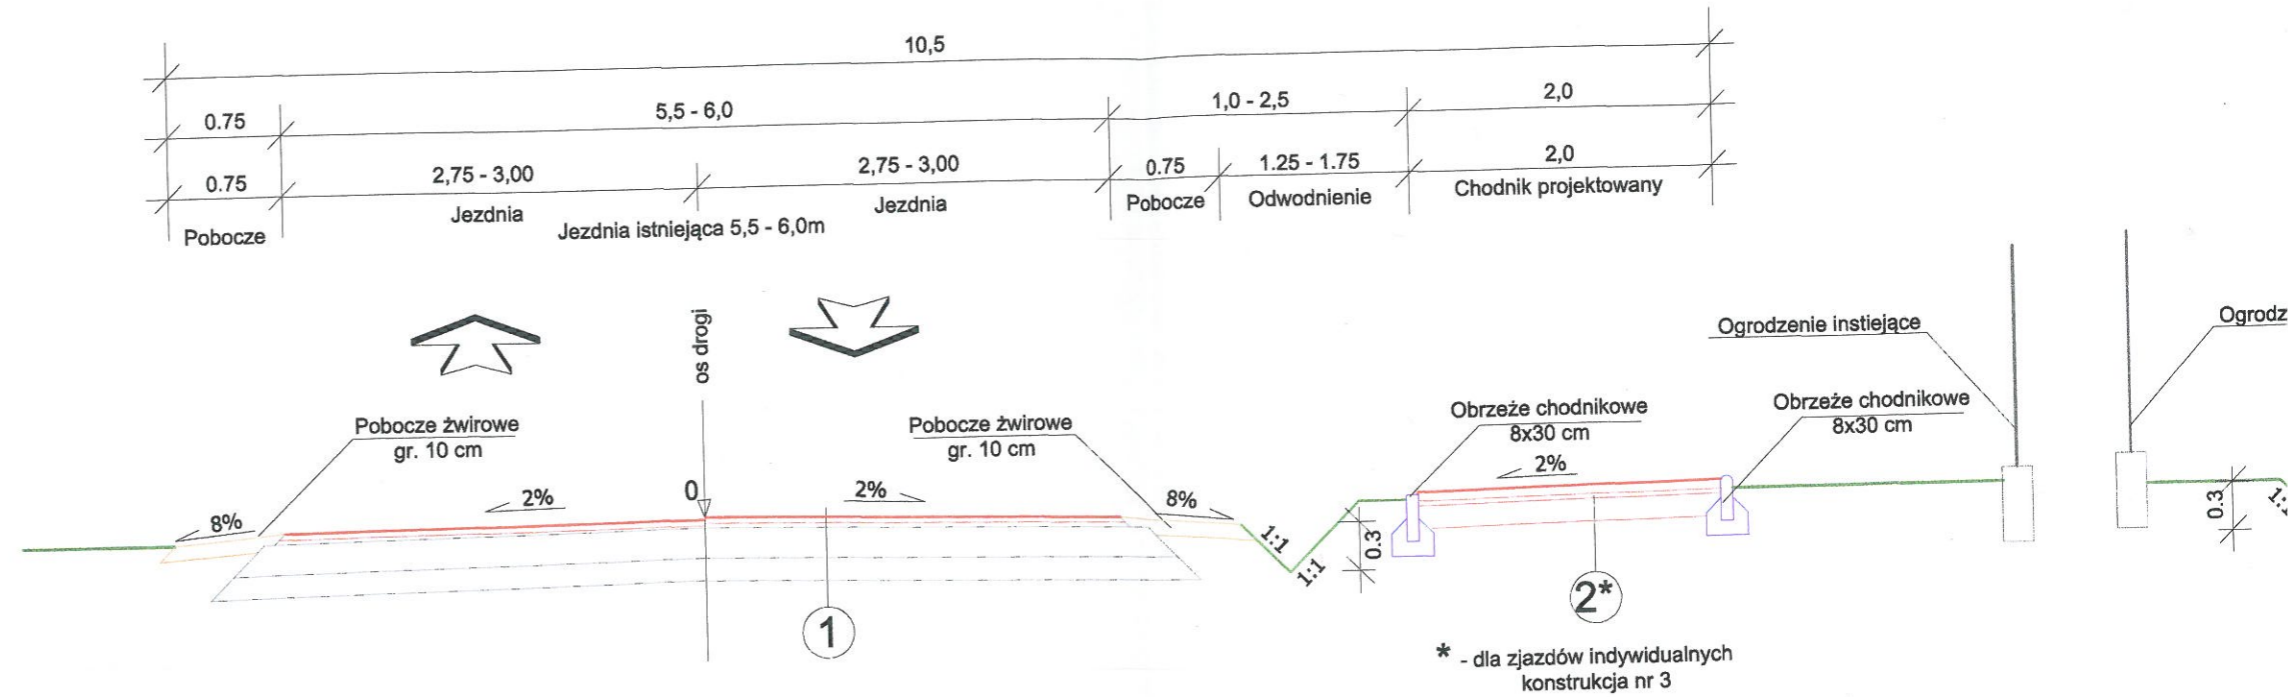 10,5
0.75
5,5 - 6,0
1,0 - 2,5
2,0
0.75
2,75 - 3,00
2,75 - 3,00
0.75
1.25 - 1.75
2,0
Pobocze
Jezdnia
Jezdnia istniejąca 5,5 - 6,0m
Jezdnia
Pobocze
Odwodnienie
Chodnik projektowany
os drogi
Ogrodzenie instiejące
Ogrodz
Pobocze żwirowe
gr. 10 cm
Pobocze żwirowe
gr. 10 cm
Obrzeże chodnikowe
8x30 cm
Obrzeże chodnikowe
8x30 cm
8%
2%
0
2%
8%
1:1
1:1
0.3
2%
0.3
1
2*
* - dla zjazdów indywidualnych
konstrukcja nr 3